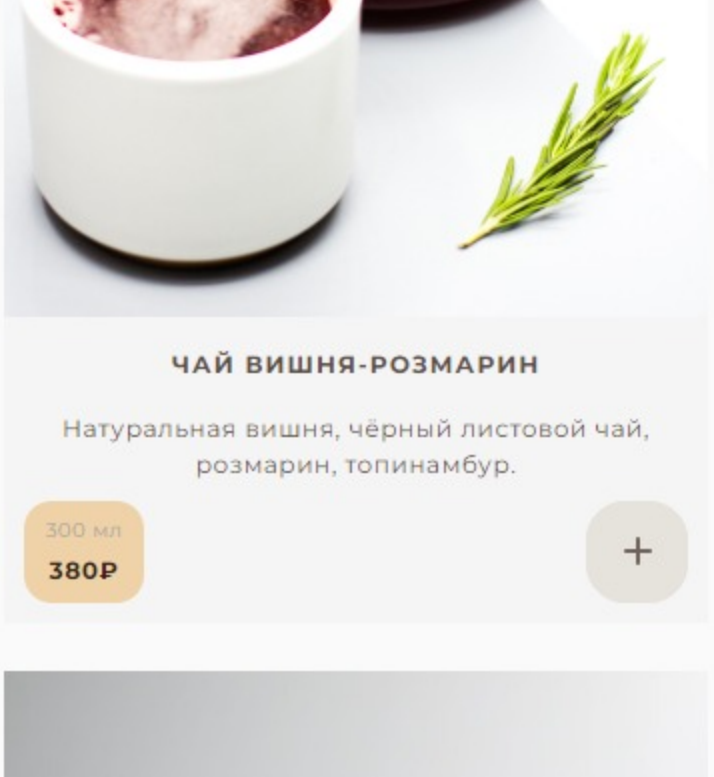 ЧАЙ ВИШНЯ-РОЗМАРИН
Натуральная вишня, чёрный листовой чай,
розмарин, топинамбур.
300 мл
380₽
+